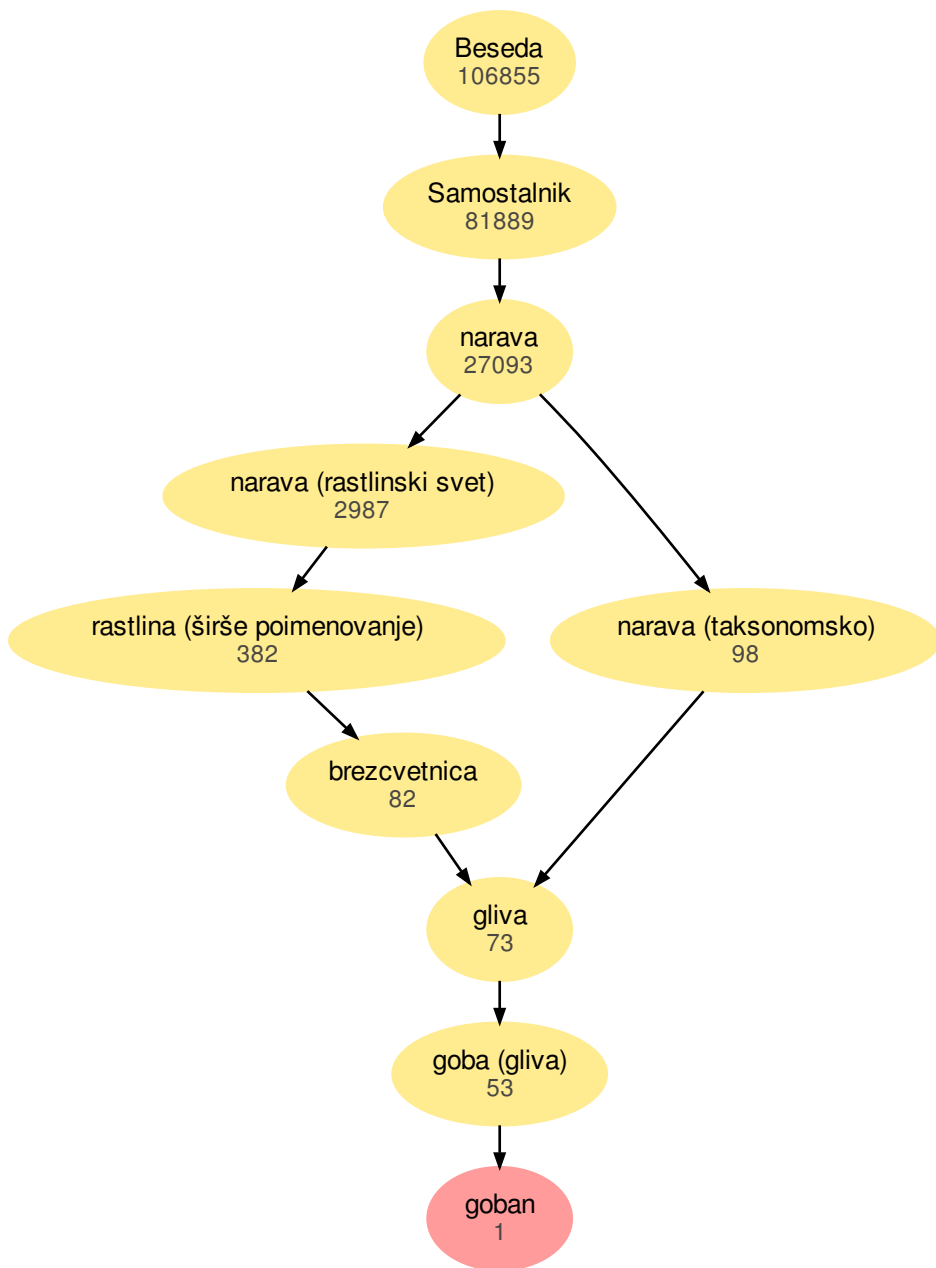 Beseda
106855
Samostalnik
81889
narava
27093
narava (rastlinski svet)
2987
rastlina (širše poimenovanje)
382
narava (taksonomsko)
98
brezcvetnica
82
gliva
73
goba (gliva)
53
goban
1